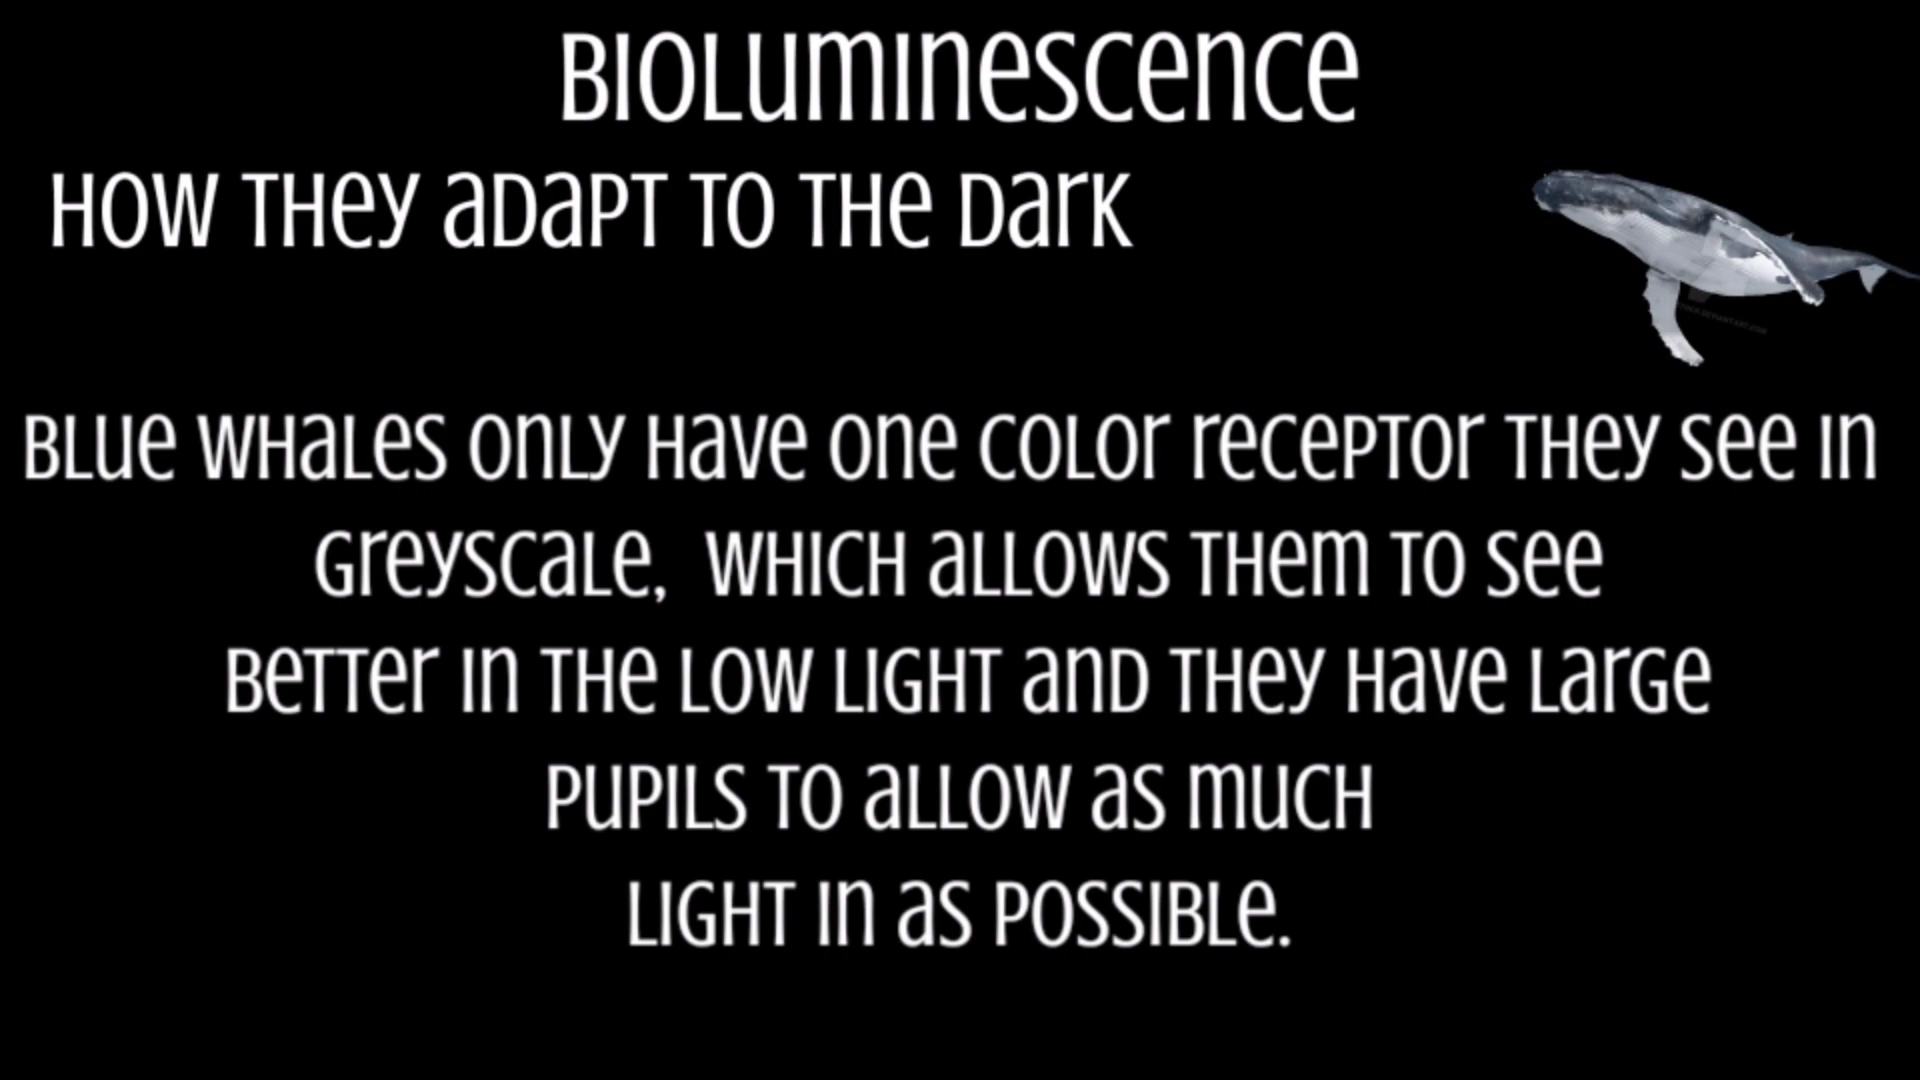 Bioluminescence
How they adapt to the dark
Blue whales only have one color receptor they see in
greyscale, which allows them to see
better in the low light and they have large
pupils to allow as much
light in as possible.